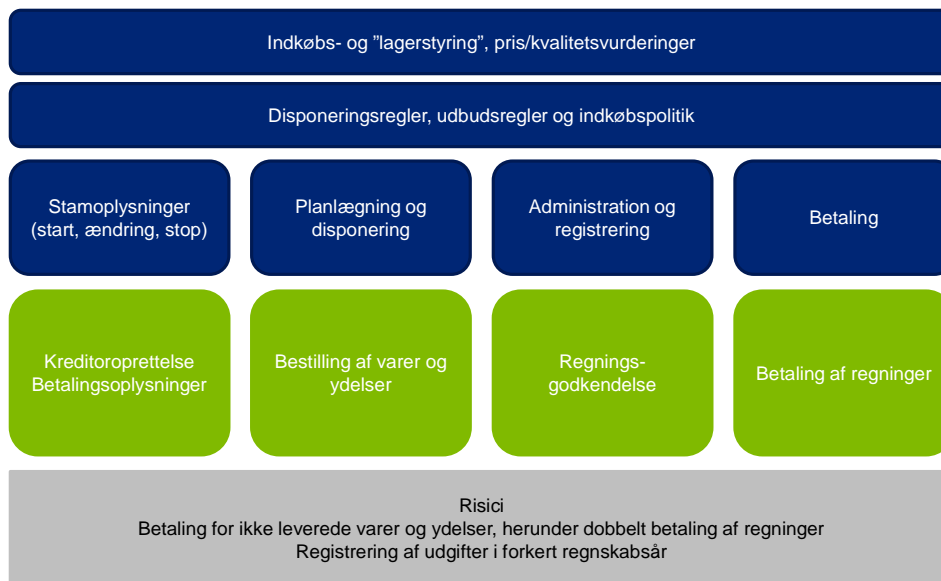 Indkøbs- og ”lagerstyring”, pris/kvalitetsvurderinger
Disponeringsregler, udbudsregler og indkøbspolitik
Stamoplysninger
(start, ændring, stop)
Planlægning og
disponering
Administration og
registrering
Betaling
Kreditoroprettelse
Betalingsoplysninger
Bestilling af varer og
ydelser
Regnings-
godkendelse
Betaling af regninger
Risici
Betaling for ikke leverede varer og ydelser, herunder dobbelt betaling af regninger
Registrering af udgifter i forkert regnskabsår